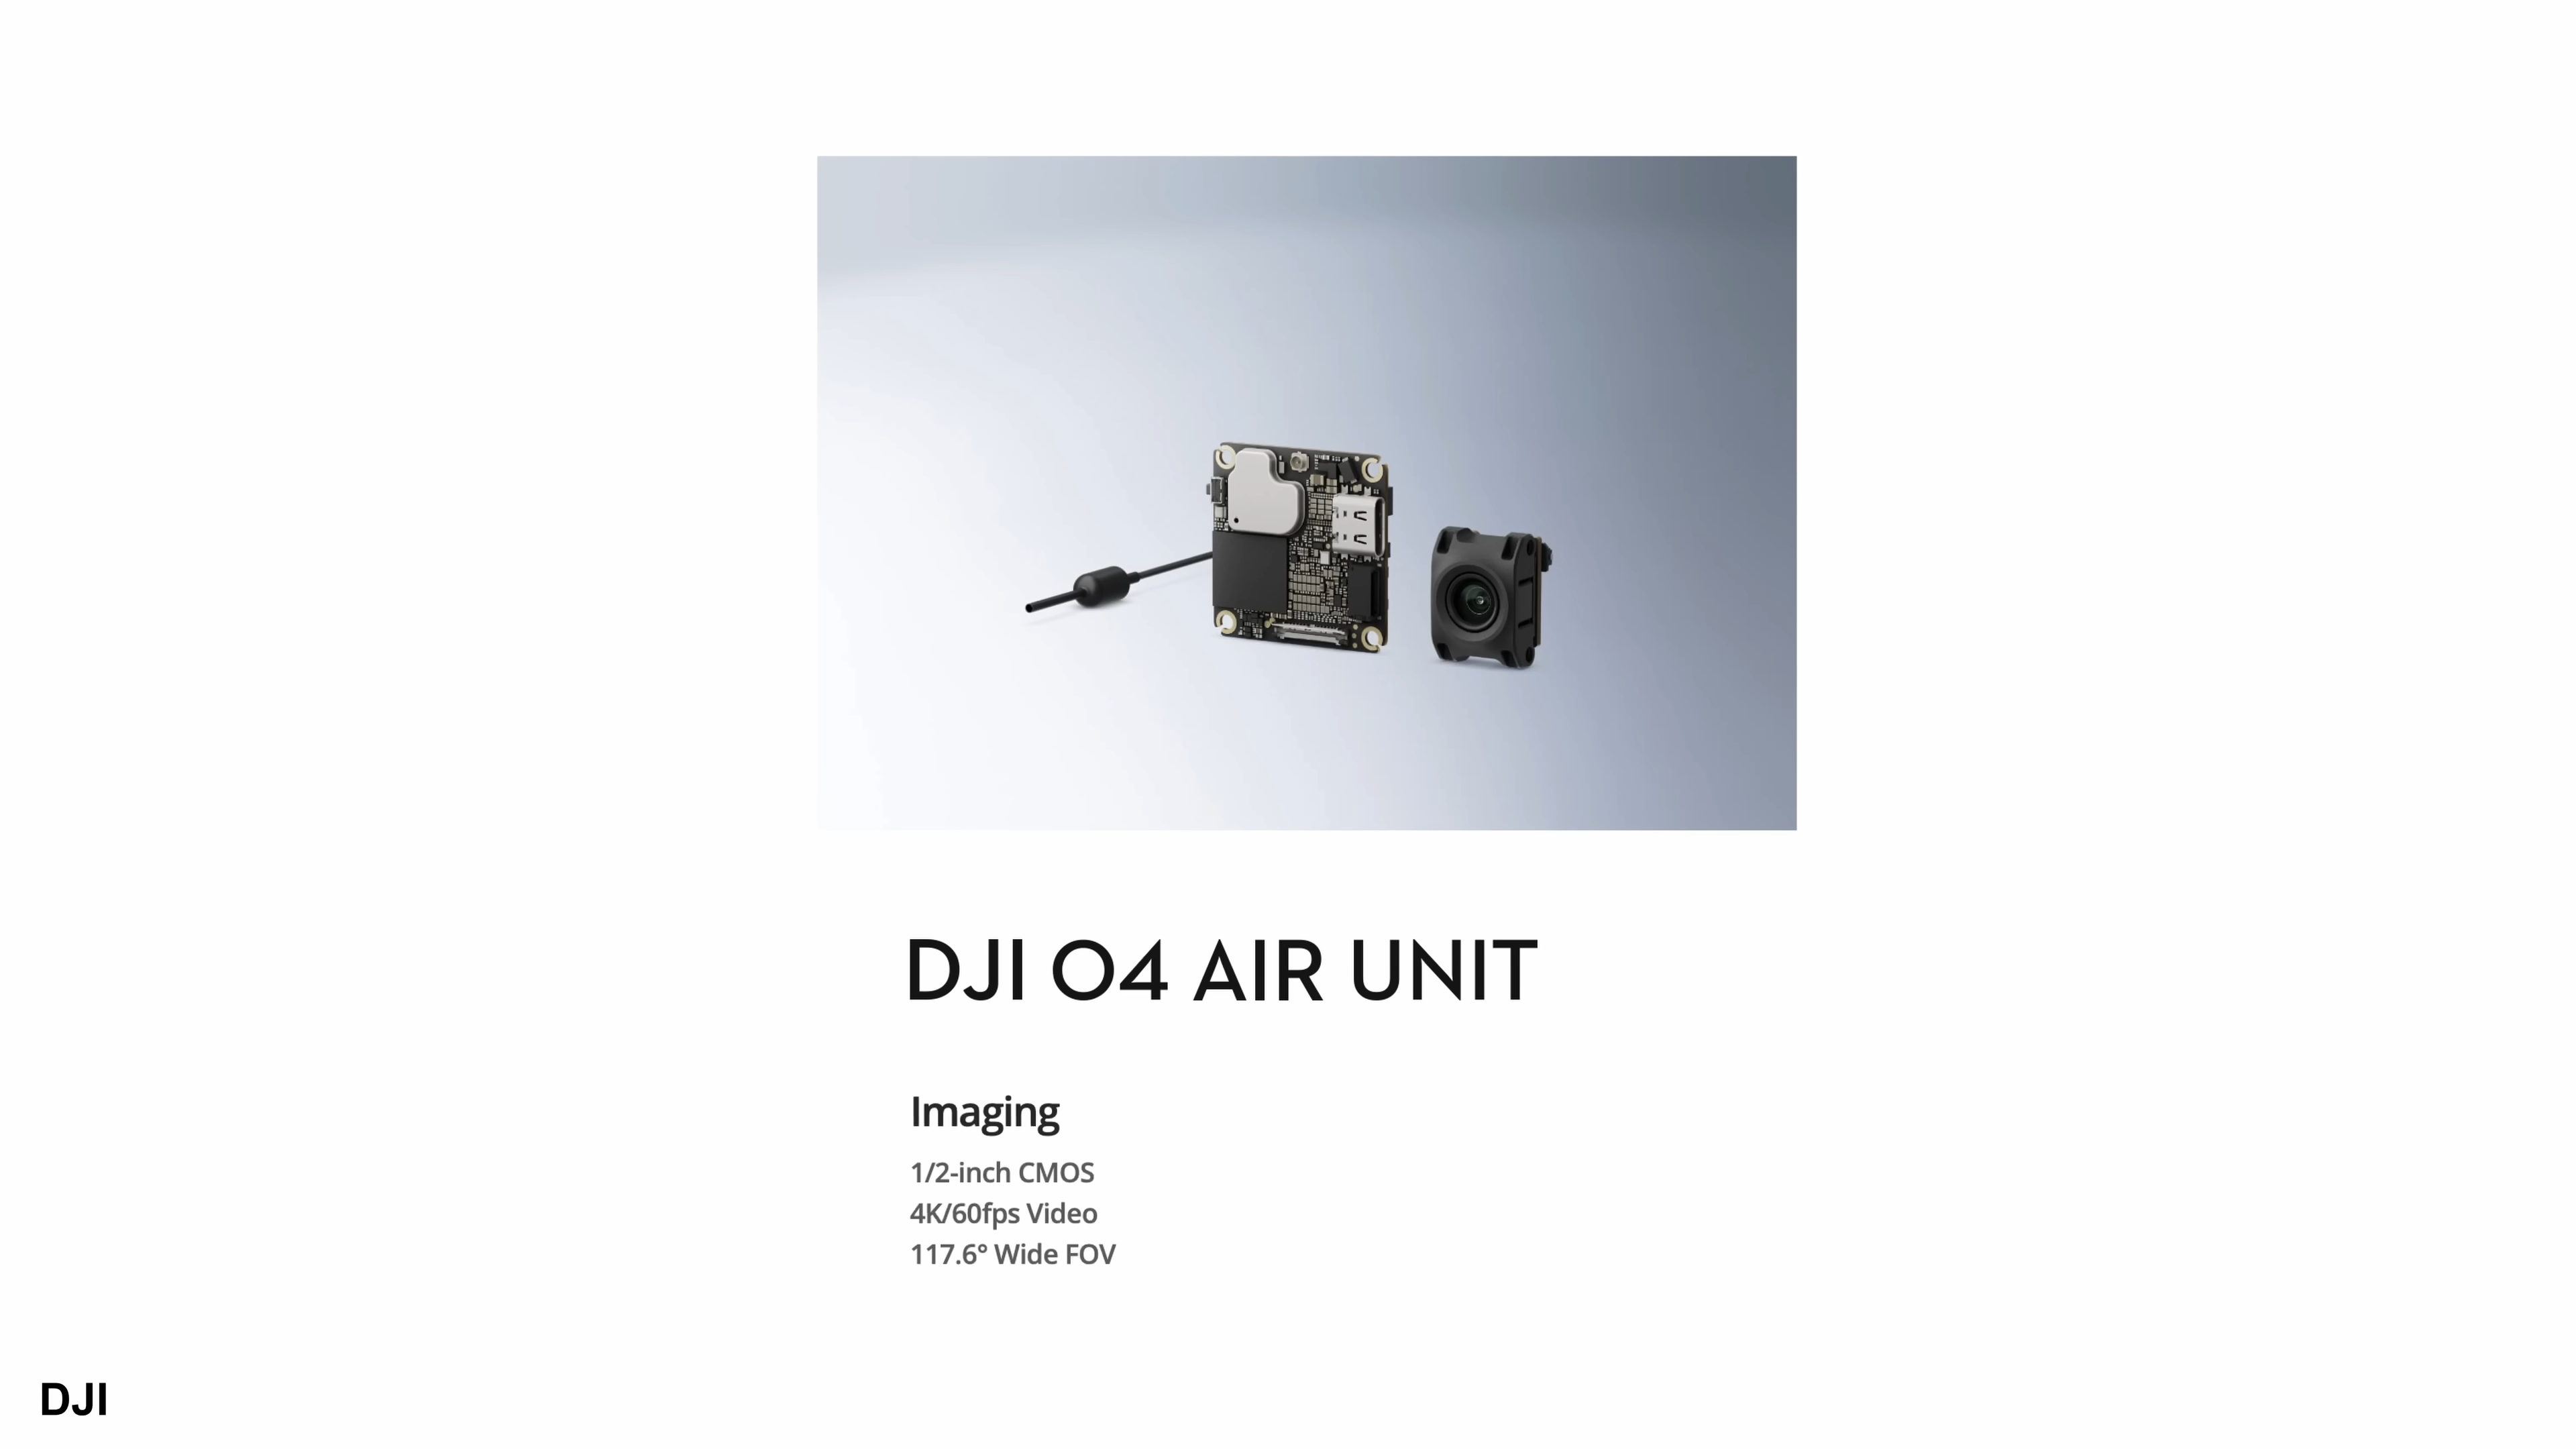 DJI O4 AIR UNIT
Imaging
1/2-inch CMOS
4K/60fps Video
117.6° Wide FOV
DJI